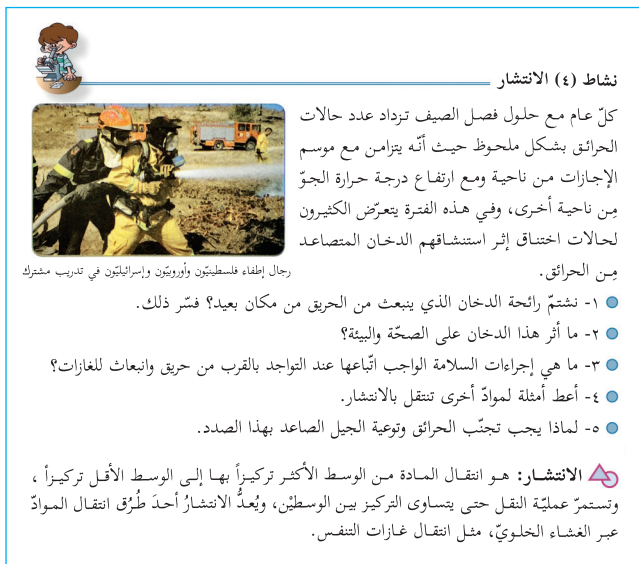 نشاط (٤) الانتشار
كلّ عام مع حلول فصل الصيف تزداد عدد حالات
الحرائق بشكل ملحوظ حيث أنّه يتزامن مع موسم
الإجازات من ناحية ومع ارتفاع درجة حرارة الجوّ
مِن ناحية أخرى، وفي هذه الفترة يتعرّض الكثيرون
لحالات اختناق إثر استنشاقهم الدخان المتصاعد
مِن الحرائق.
رجال إطفاء فلسطينيّون وأوروبيّون وإسرائيليّون في تدريب مشترك
١- نشتمّ رائحة الدخان الذي ينبعث من الحريق من مكان بعيد؟ فسّر ذلك.
٢- ما أثر هذا الدخان على الصحّة والبيئة؟
٣- ما هي إجراءات السلامة الواجب اتّباعها عند التواجد بالقرب من حريق وانبعاث للغازات؟
٤- أعط أمثلة لموادّ أخرى تنتقل بالانتشار.
٥- لماذا يجب تجنّب الحرائق وتوعية الجيل الصاعد بهذا الصدد.
الانتشار: هو انتقال المادة من الوسط الأكثر تركيزاً بها إلى الوسط الأقل تركيزاً ،
وتستمرّ عمليّة النقل حتى يتساوى التركيز بين الوسطيْن، ويُعدُّ الانتشارُ أحدَ طُرُق انتقال الموادّ
عبر الغشاء الخلويّ، مثل انتقال غازات التنفس.